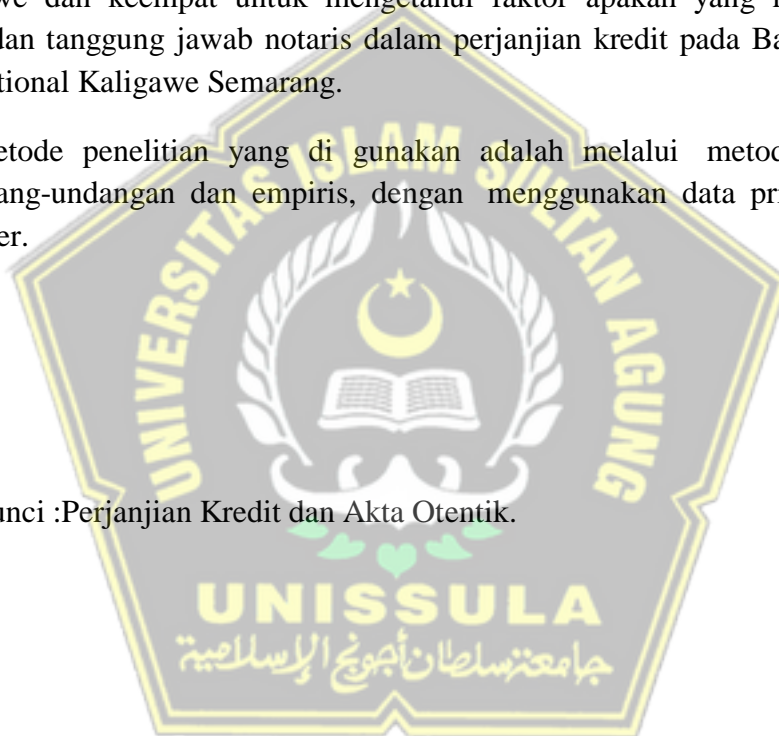 we dan keempat untuk mengetahui faktor apakah yang
dan tanggung jawab notaris dalam perjanjian kredit pada Ba
tional Kaligawe Semarang.
etode penelitian yang di gunakan adalah melalui metod
ang-undangan dan empiris, dengan menggunakan data pri
er.
UNIVERSITAS ISLAM SULTAN AGUNG
unci :Perjanjian Kredit dan Akta Otentik.
UNISSULA
جامعتنسلطان أجونج الإسلامية